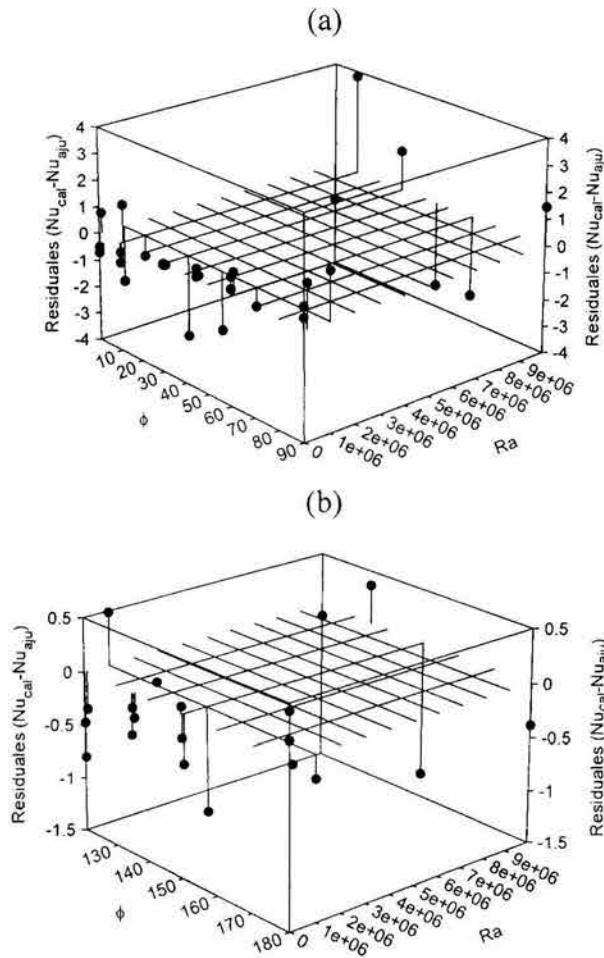 (a)
Residuales (Nu_cal-Nu_aju)
4
3
2
1
0
-1
-2
-3
-4
4
3
2
1
0
-1
-2
-3
-4
Residuales (Nu_cal-Nu_aju)
10
20
30
40
50
60
70
80
90
ϕ
0
1e+06
2e+06
3e+06
4e+06
5e+06
6e+06
7e+06
8e+06
9e+06
Ra
(b)
Residuales (Nu_cal-Nu_aju)
0.5
0
-0.5
-1
-1.5
0.5
0
-0.5
-1
-1.5
Residuales (Nu_cal-Nu_aju)
130
140
150
160
170
180
ϕ
0
1e+06
2e+06
3e+06
4e+06
5e+06
6e+06
7e+06
8e+06
9e+06
Ra